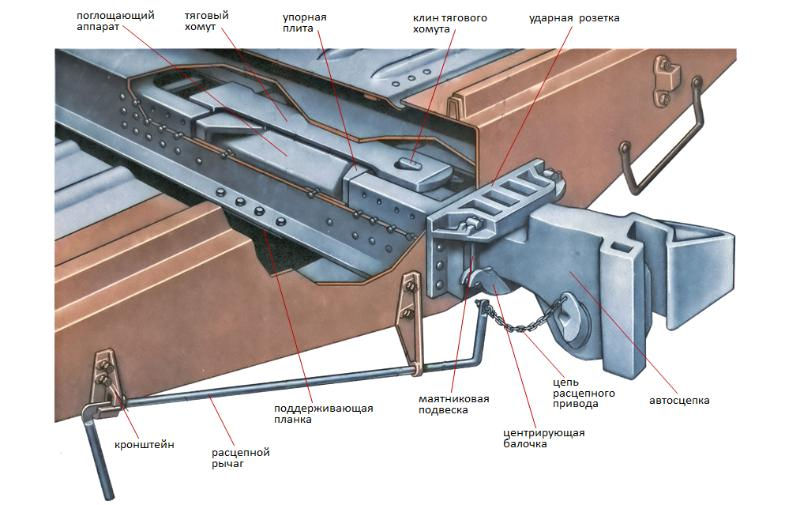 поглощающий
аппарат
тяговый
хомут
упорная
плита
клин тягового
хомута
ударная розетка
поддерживающая
планка
маятниковая
подвеска
цепь
расцепного
привода
автосцепка
центрирующая
балочка
кронштейн
расцепной
рычаг